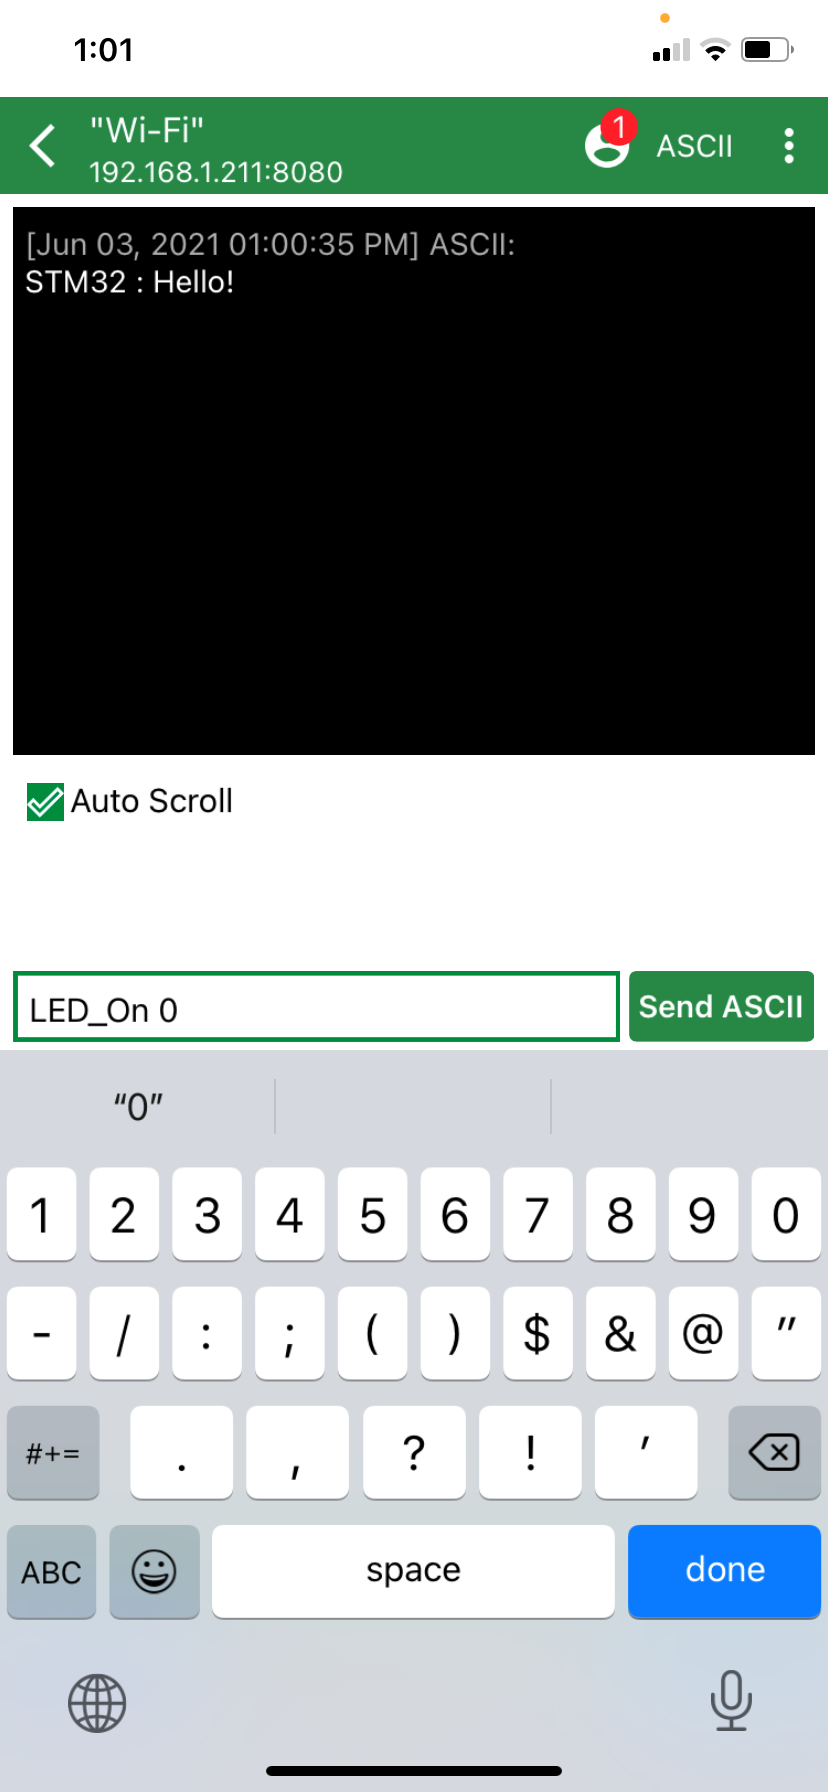 1:01
"Wi-Fi"
192.168.1.211:8080
1
ASCII
[Jun 03, 2021 01:00:35 PM] ASCII:
STM32 : Hello!
Auto Scroll
LED_On 0
Send ASCII
“0”
1 2 3 4 5 6 7 8 9 0
- / : ; ( ) $ & @ "
#+= . , ? ! '
ABC space done